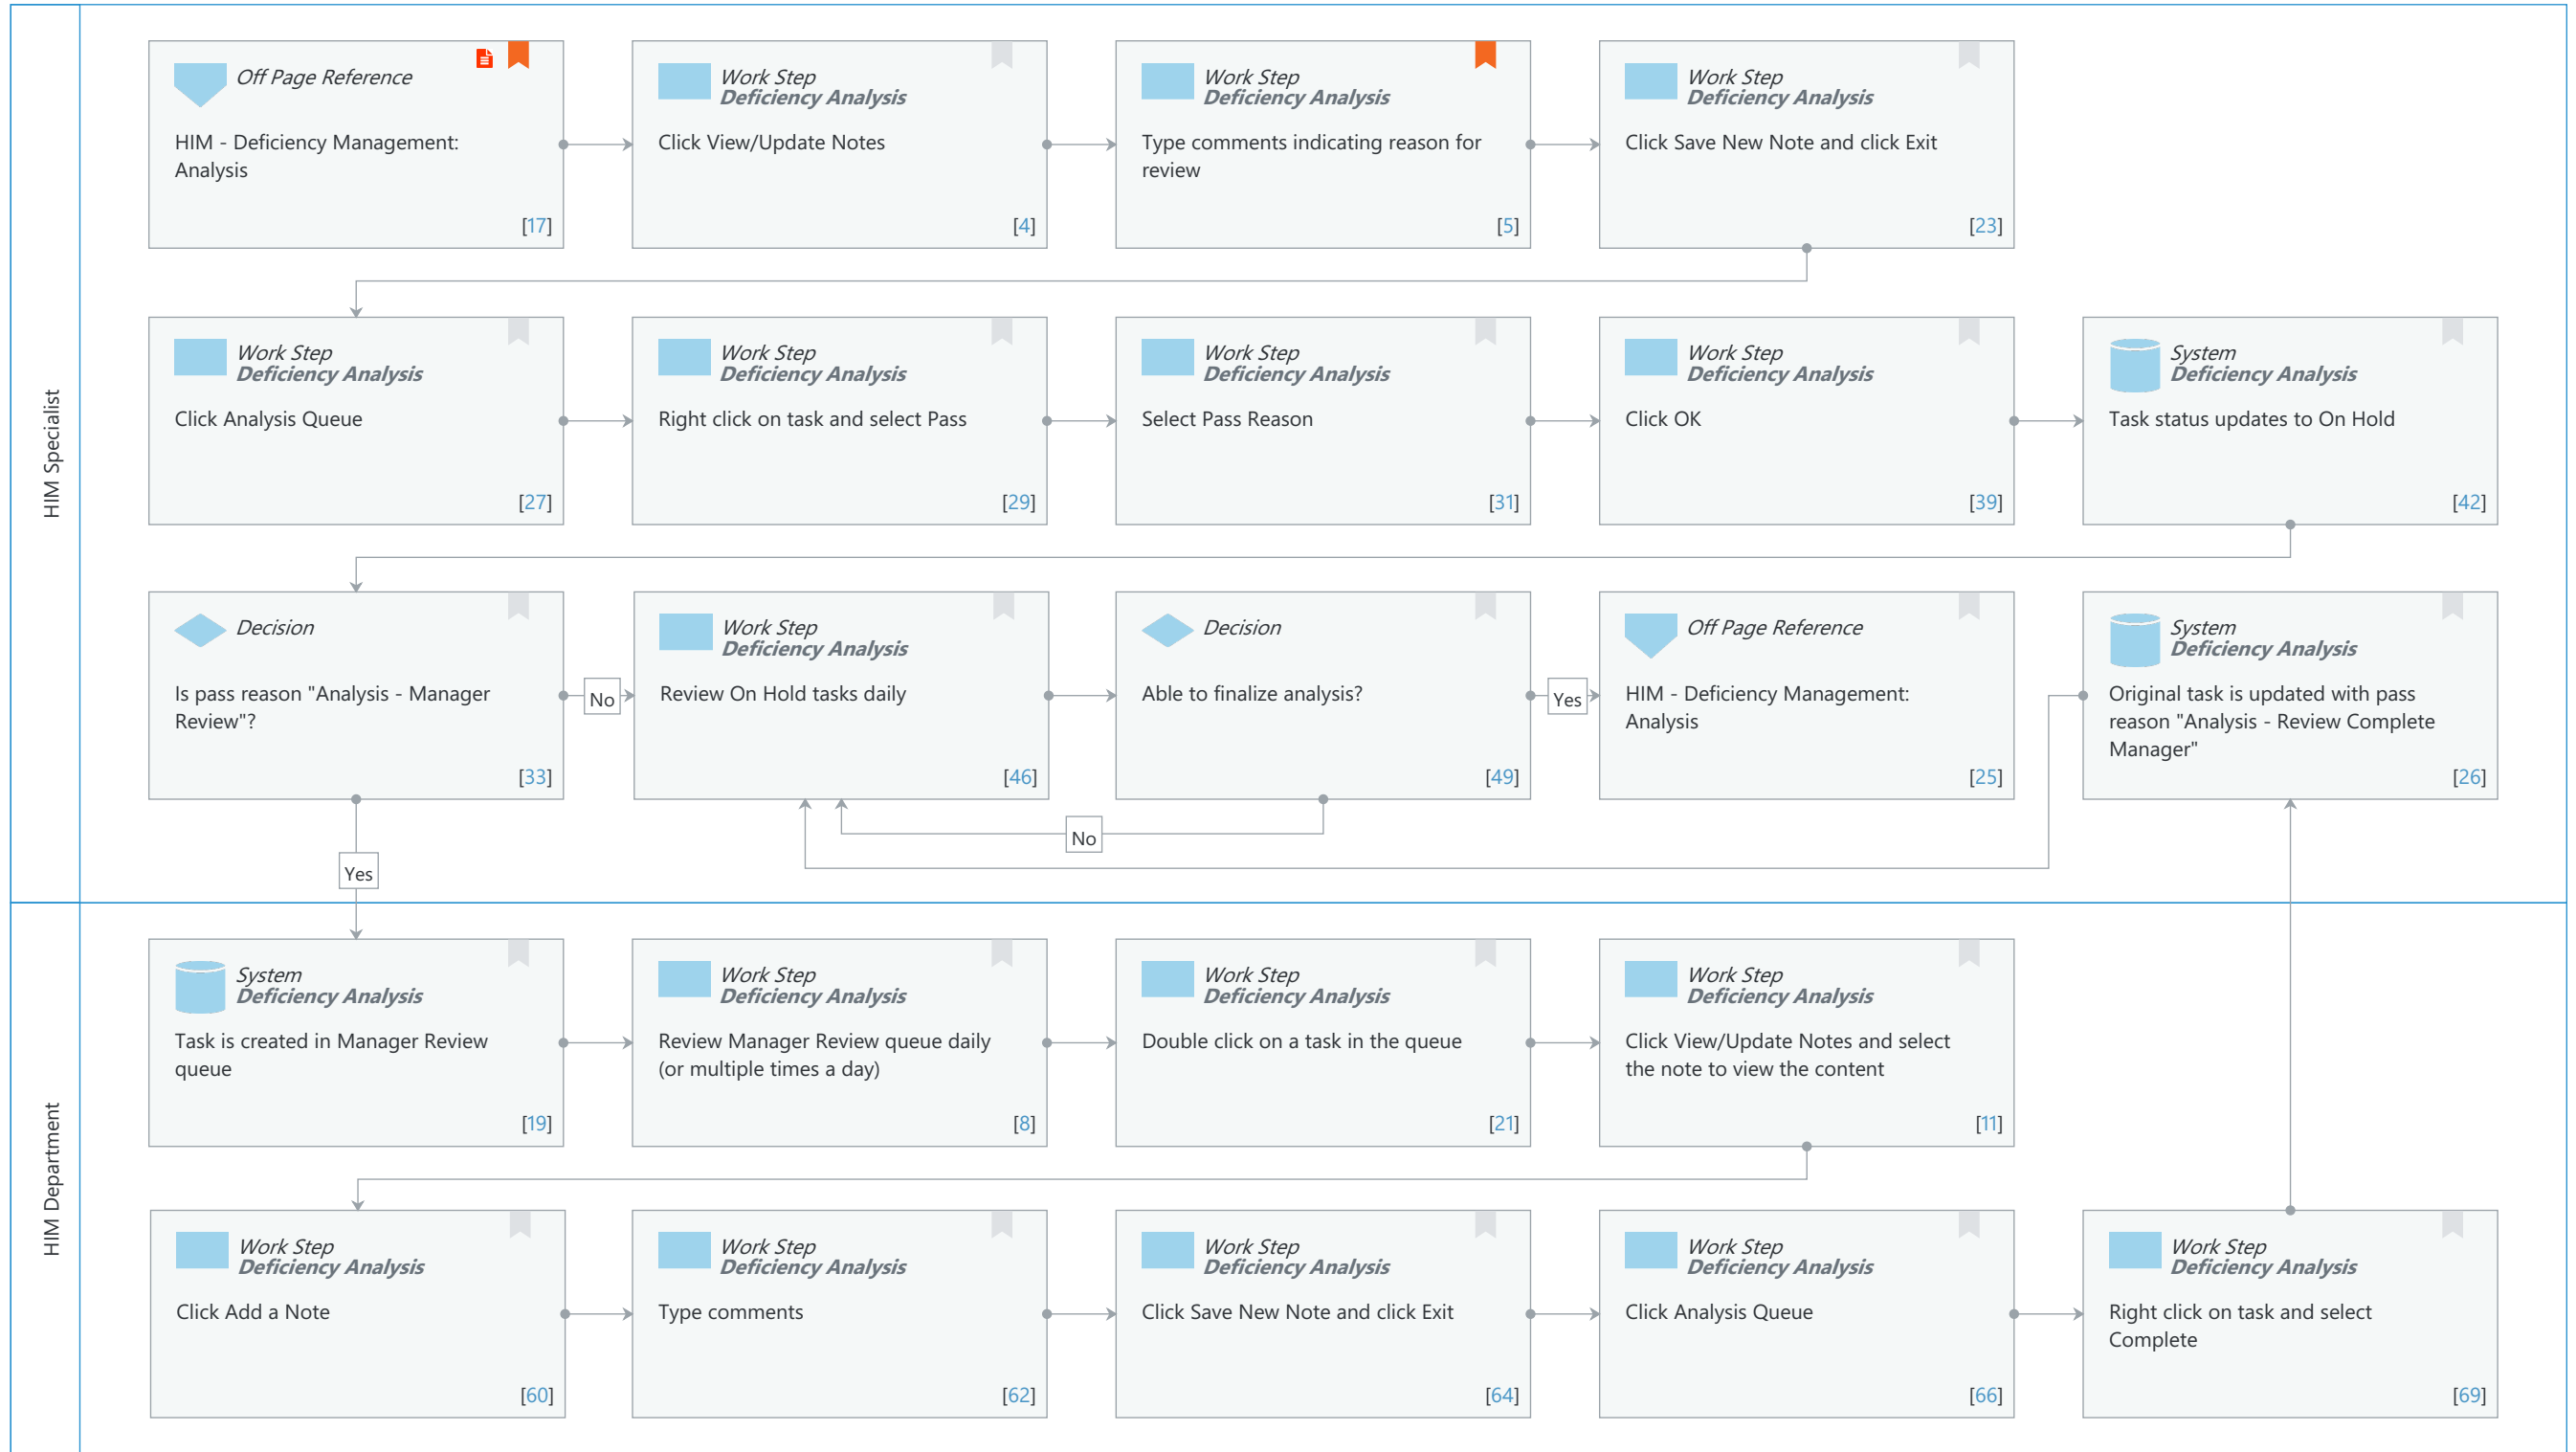 HIM Specialist
Off Page Reference
HIM - Deficiency Management:
Analysis
[17]
Work Step
Deficiency Analysis
Click View/Update Notes
[4]
Work Step
Deficiency Analysis
Type comments indicating reason for
review
[5]
Work Step
Deficiency Analysis
Click Save New Note and click Exit
[23]
Work Step
Deficiency Analysis
Click Analysis Queue
[27]
Work Step
Deficiency Analysis
Right click on task and select Pass
[29]
Work Step
Deficiency Analysis
Select Pass Reason
[31]
Work Step
Deficiency Analysis
Click OK
[39]
System
Deficiency Analysis
Task status updates to On Hold
[42]
Decision
Is pass reason "Analysis - Manager
Review"?
[33]
No
Work Step
Deficiency Analysis
Review On Hold tasks daily
[46]
Decision
Able to finalize analysis?
[49]
Yes
Off Page Reference
HIM - Deficiency Management:
Analysis
[25]
System
Deficiency Analysis
Original task is updated with pass
reason "Analysis - Review Complete
Manager"
[26]
No
Yes
HIM Department
System
Deficiency Analysis
Task is created in Manager Review
queue
[19]
Work Step
Deficiency Analysis
Review Manager Review queue daily
(or multiple times a day)
[8]
Work Step
Deficiency Analysis
Double click on a task in the queue
[21]
Work Step
Deficiency Analysis
Click View/Update Notes and select
the note to view the content
[11]
Work Step
Deficiency Analysis
Click Add a Note
[60]
Work Step
Deficiency Analysis
Type comments
[62]
Work Step
Deficiency Analysis
Click Save New Note and click Exit
[64]
Work Step
Deficiency Analysis
Click Analysis Queue
[66]
Work Step
Deficiency Analysis
Right click on task and select
Complete
[69]